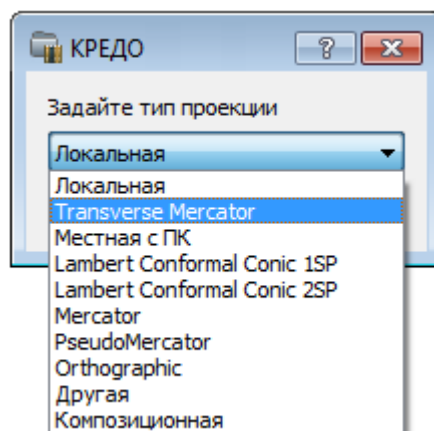 КРЕДО
Задайте тип проекции
Локальная
Локальная
Transverse Mercator
Местная с ПК
Lambert Conformal Conic 1SP
Lambert Conformal Conic 2SP
Mercator
PseudoMercator
Orthographic
Другая
Композиционная